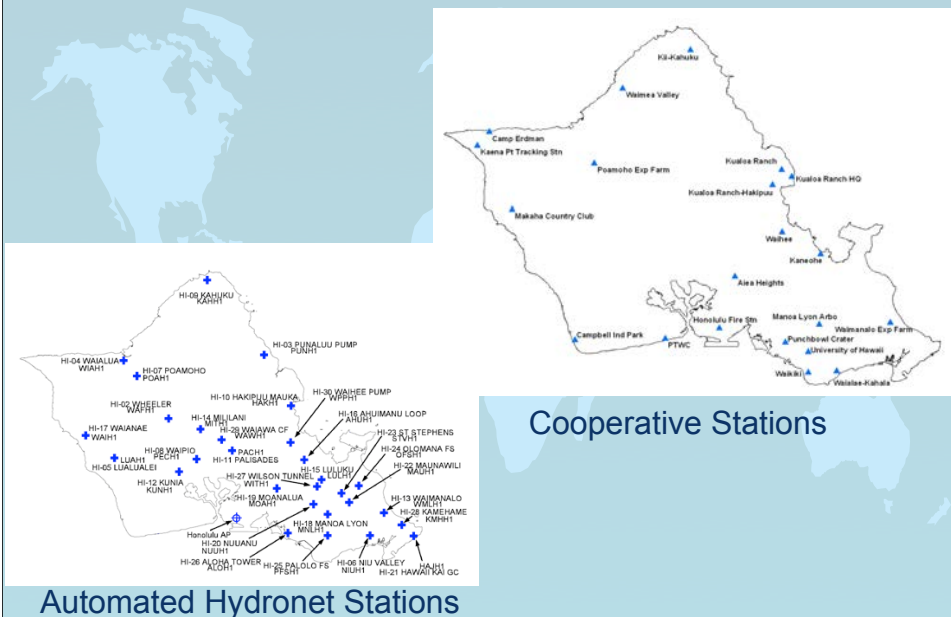 Kii-Kahuku
Waimea Valley
Camp Erdman
Kaena Pt Tracking Stn
Poamoho Exp Farm
Kualoa Ranch
Kualoa Ranch HQ
Kualoa Ranch-Hakipuu
Makaha Country Club
Waihee
Kaneohe
Aiea Heights
Honolulu Fire Stn
Manoa Lyon Arbo
Waimanalo Exp Farm
Campbell Ind Park
PTWC
Punchbowl Crater
University of Hawaii
Waikiki
Waialae-Kahala
Cooperative Stations
HI-09 KAHUKU
KAHH1
HI-03 PUNALUU PUMP
PUNH1
HI-04 WAIALUA
WIAH1
HI-07 POAMOHO
POAH1
HI-10 HAKIPUU MAUKA
HAKH1
HI-30 WAIHEE PUMP
WPPH1
HI-02 WHEELER
WAFH1
HI-14 MILILANI
MITH1
HI-16 AHUIMANU LOOP
AHUH1
HI-17 WAIANAE
WAIH1
HI-29 WAIAWA CF
WAWH1
HI-23 ST STEPHENS
STVH1
HI-24 OLOMANA FS
OFSH1
HI-08 WAIPIO
PECH1
PACH1
HI-11 PALISADES
HI-15 LULUKU
LULH1
HI-22 MAUNAWILI
MAUH1
LUAH1
HI-05 LUALUALEI
HI-12 KUNIA
KUNH1
HI-27 WILSON TUNNEL
WITH1
HI-19 MOANALUA
MOAH1
HI-13 WAIMANALO
WMLH1
HI-28 KAMEHAME
KMHH1
HI-18 MANOA LYON
MNLH1
Honolulu AP
HI-20 NUUANU
NUUH1
HI-26 ALOHA TOWER
ALOH1
HI-25 PALOLO FS
PFSH1
HI-06 NIU VALLEY
NIUH1
HAJH1
HI-21 HAWAII KAI GC
Automated Hydronet Stations